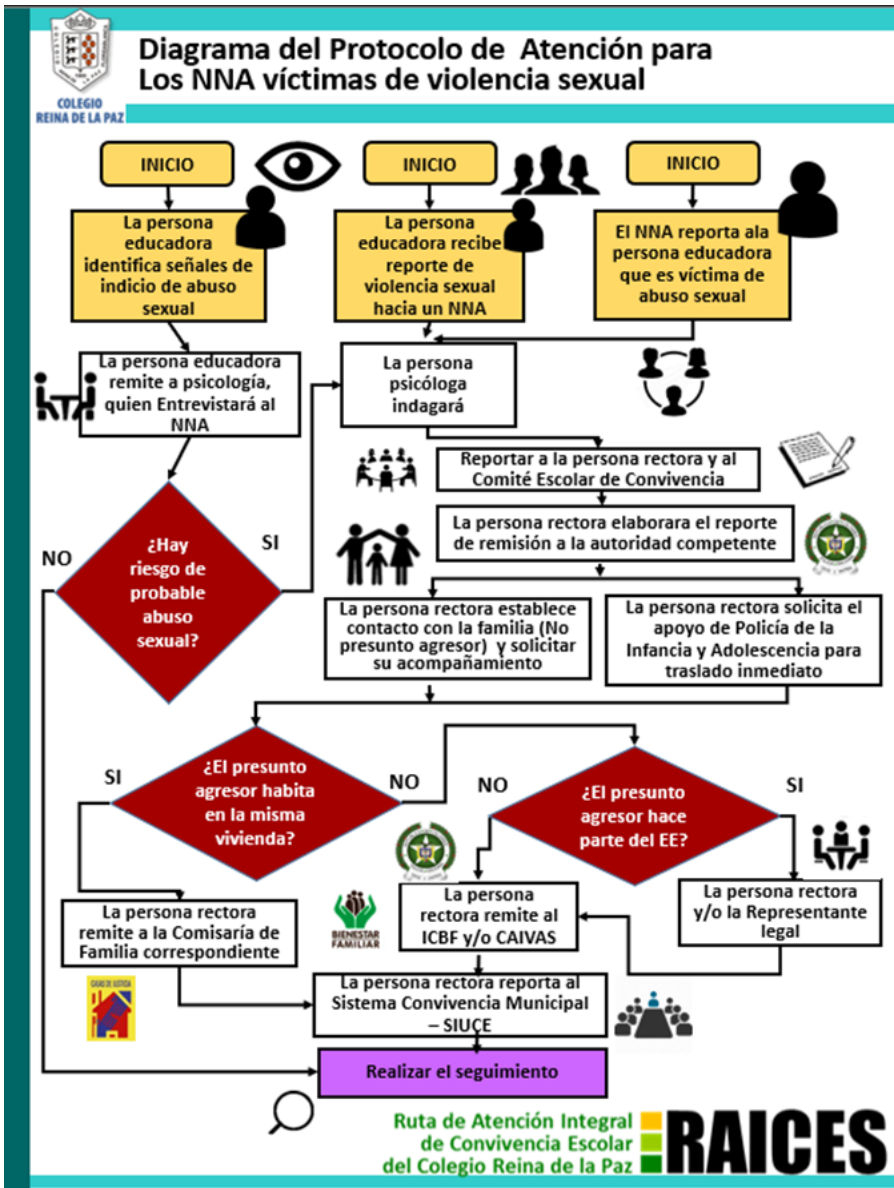 Diagrama del Protocolo de Atención para
Los NNA víctimas de violencia sexual
COLEGIO
REINA DE LA PAZ
INICIO
INICIO
INICIO
La persona
educadora
identifica señales de
indicio de abuso
sexual
La persona
educadora recibe
reporte de
violencia sexual
hacia un NNA
El NNA reporta ala
persona educadora
que es víctima de
abuso sexual
La persona educadora
remite a psicología,
quien Entrevistará al
NNA
La persona
psicóloga
indagará
Reportar a la persona rectora y al
Comité Escolar de Convivencia
La persona rectora elaborara el reporte
de remisión a la autoridad competente
NO
¿Hay
riesgo de
probable
abuso
sexual?
SI
La persona rectora establece
contacto con la familia (No
presunto agresor) y solicitar
su acompañamiento
La persona rectora solicita el
apoyo de Policía de la
Infancia y Adolescencia para
traslado inmediato
SI
¿El presunto
agresor habita
en la misma
vivienda?
NO
NO
¿El presunto
agresor hace
parte del EE?
SI
La persona rectora
remite a la Comisaría de
Familia correspondiente
BIENESTAR
FAMILIAR
La persona
rectora remite al
ICBF y/o CAIVAS
La persona rectora
y/o la Representante
legal
CASAS DE JUSTICIA
La persona rectora reporta al
Sistema Convivencia Municipal
– SIUCE
Realizar el seguimiento
Ruta de Atención Integral
de Convivencia Escolar
del Colegio Reina de la Paz
RAICES